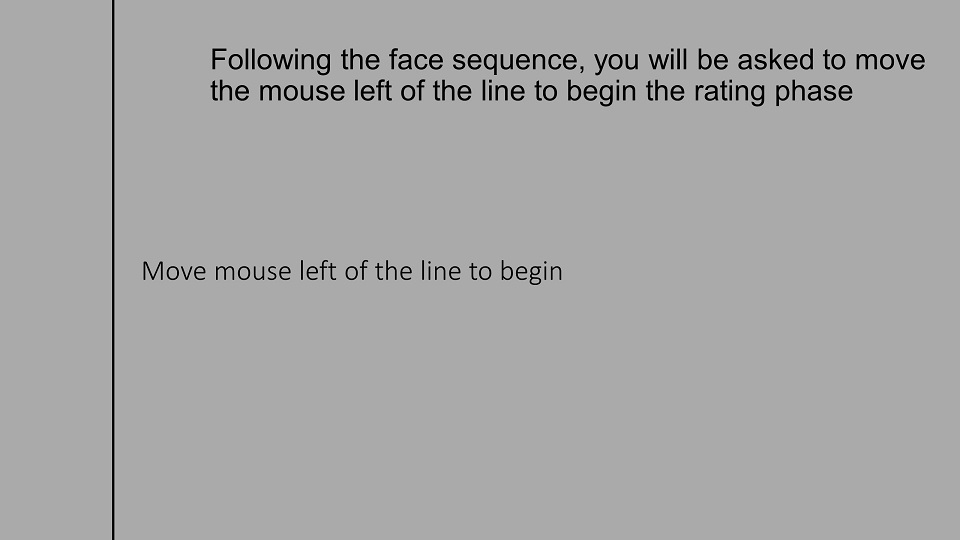 Following the face sequence, you will be asked to move
the mouse left of the line to begin the rating phase
Move mouse left of the line to begin